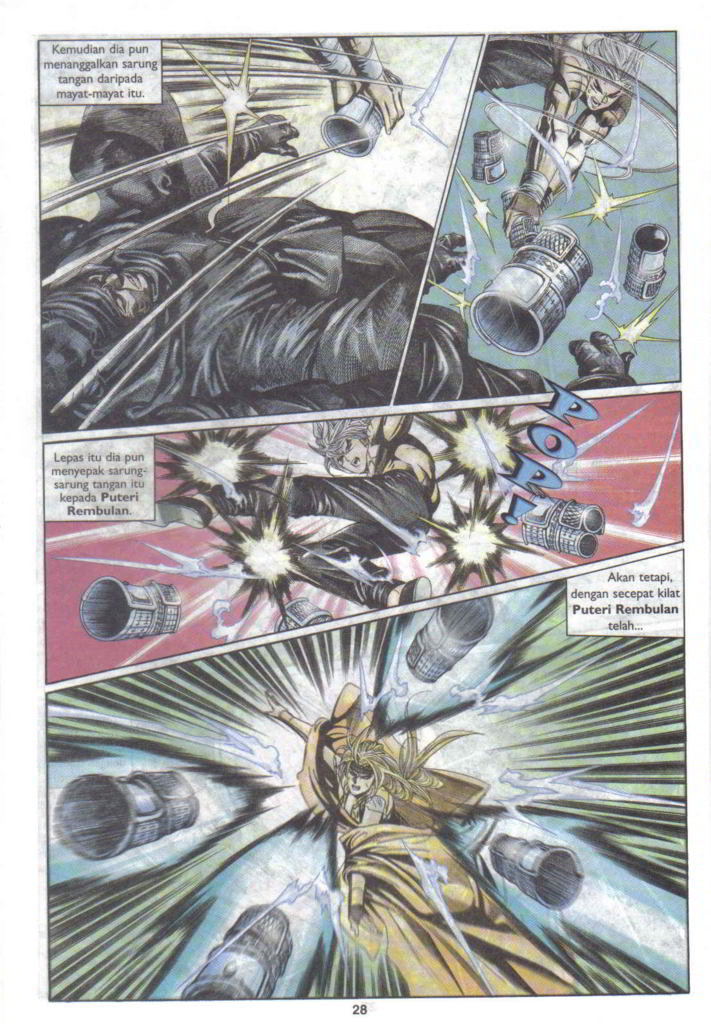 Kemudian dia pun
menanggalkan sarung
tangan daripada
mayat-mayat itu.
Lepas itu dia pun
menyepak sarung-
sarung tangan itu
kepada Puteri
Rembulan.
POP!
Akan tetapi,
dengan secepat kilat
Puteri Rembulan
telah...
28